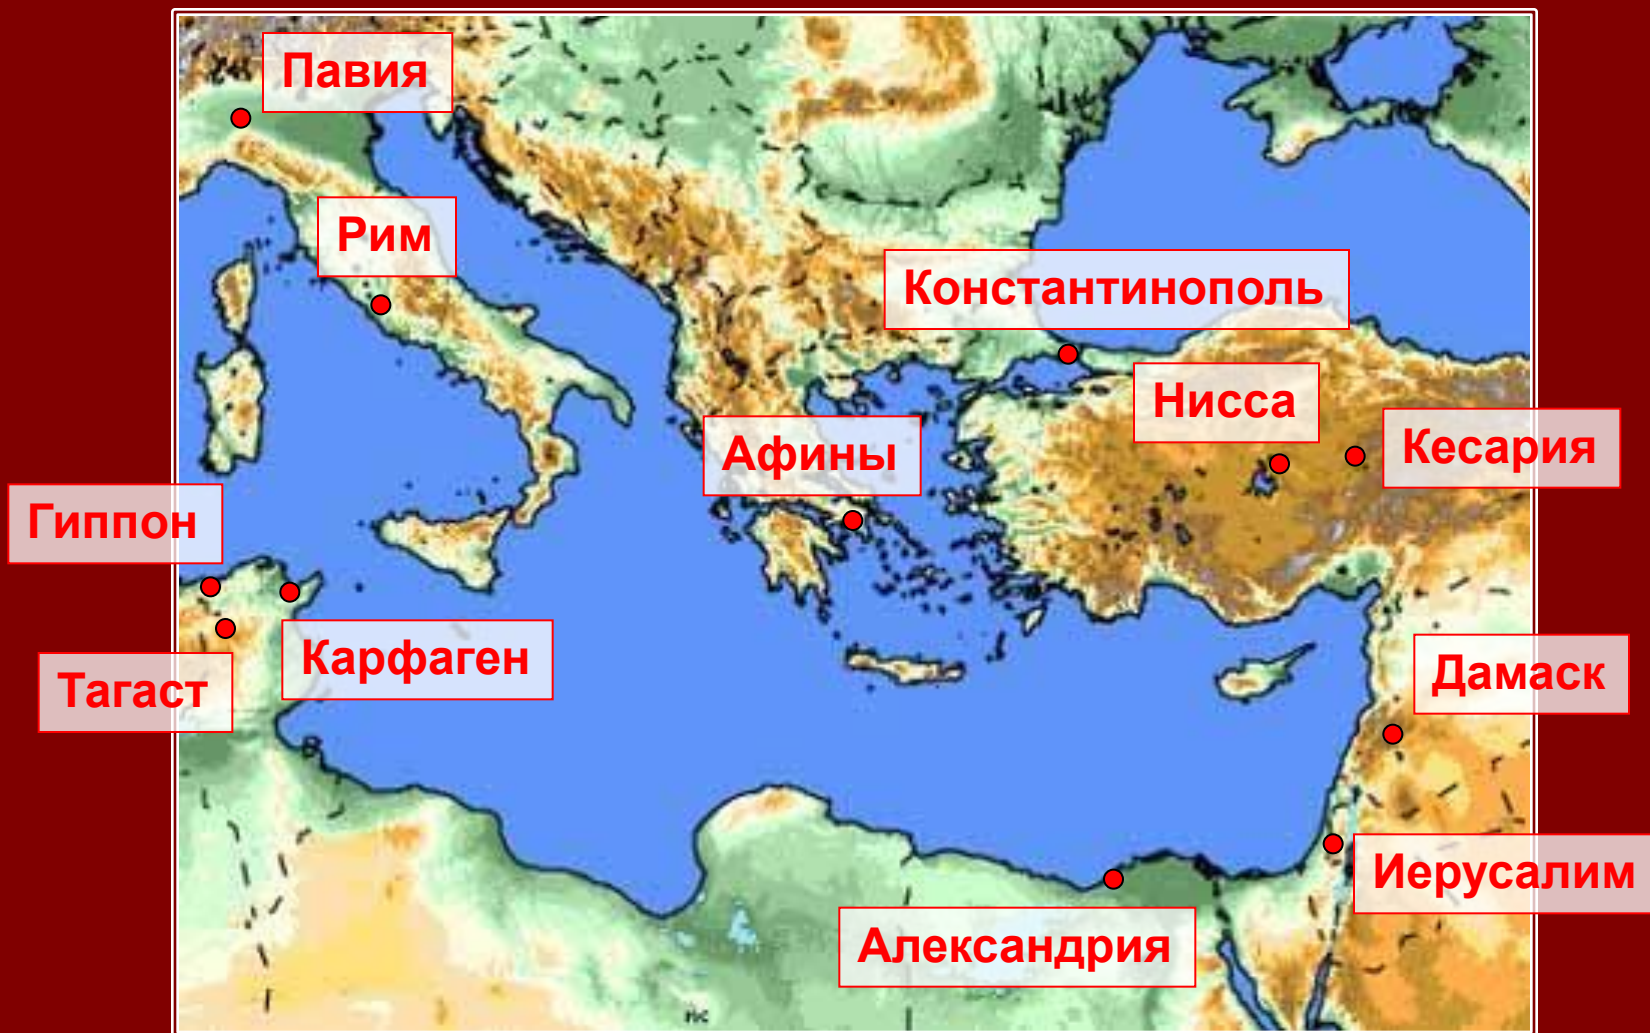 Павия
Рим
Константинополь
Нисса
Афины
Кесария
Гиппон
Карфаген
Тагаст
Дамаск
Иерусалим
Александрия